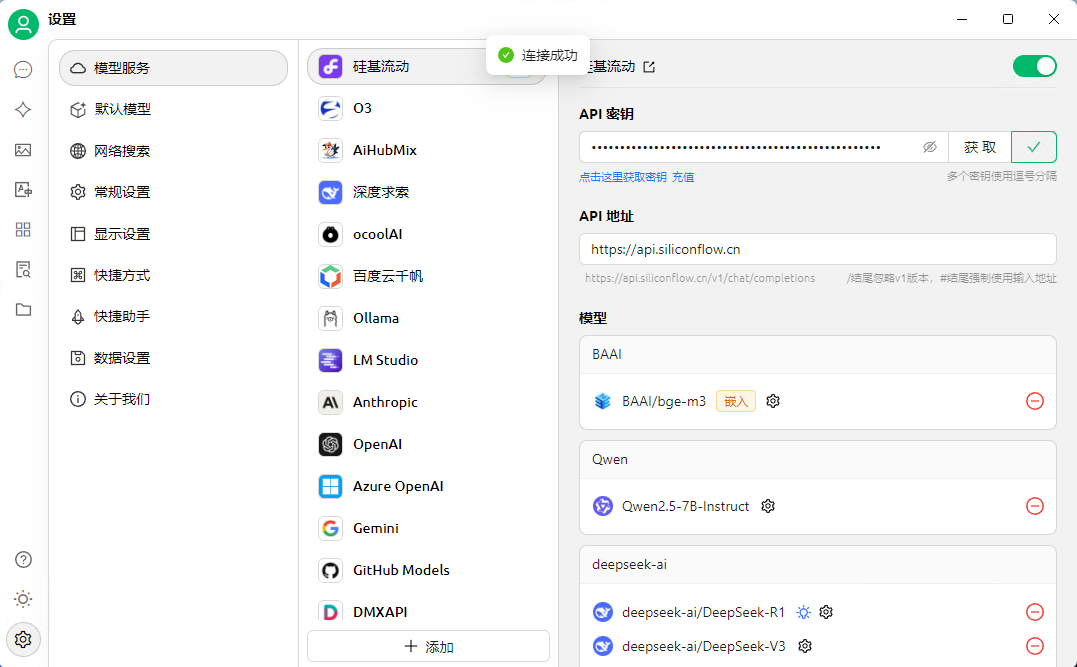 设置
模型服务
默认模型
网络搜索
常规设置
显示设置
快捷方式
快捷助手
数据设置
关于我们
硅基流动
O3
AiHubMix
深度求索
ocoolAI
百度云千帆
Ollama
LM Studio
Anthropic
OpenAI
Azure OpenAI
Gemini
GitHub Models
DMXAPI
添加
连接成功
基流动
API 密钥
获 取
点击这里获取密钥 充值
多个密钥使用逗号分隔
API 地址
https://api.siliconflow.cn
https://api.siliconflow.cn/v1/chat/completions
/结尾忽略v1版本，#结尾强制使用输入地址
模型
BAAI
BAAI/bge-m3 嵌入
Qwen
Qwen2.5-7B-Instruct
deepseek-ai
deepseek-ai/DeepSeek-R1
deepseek-ai/DeepSeek-V3